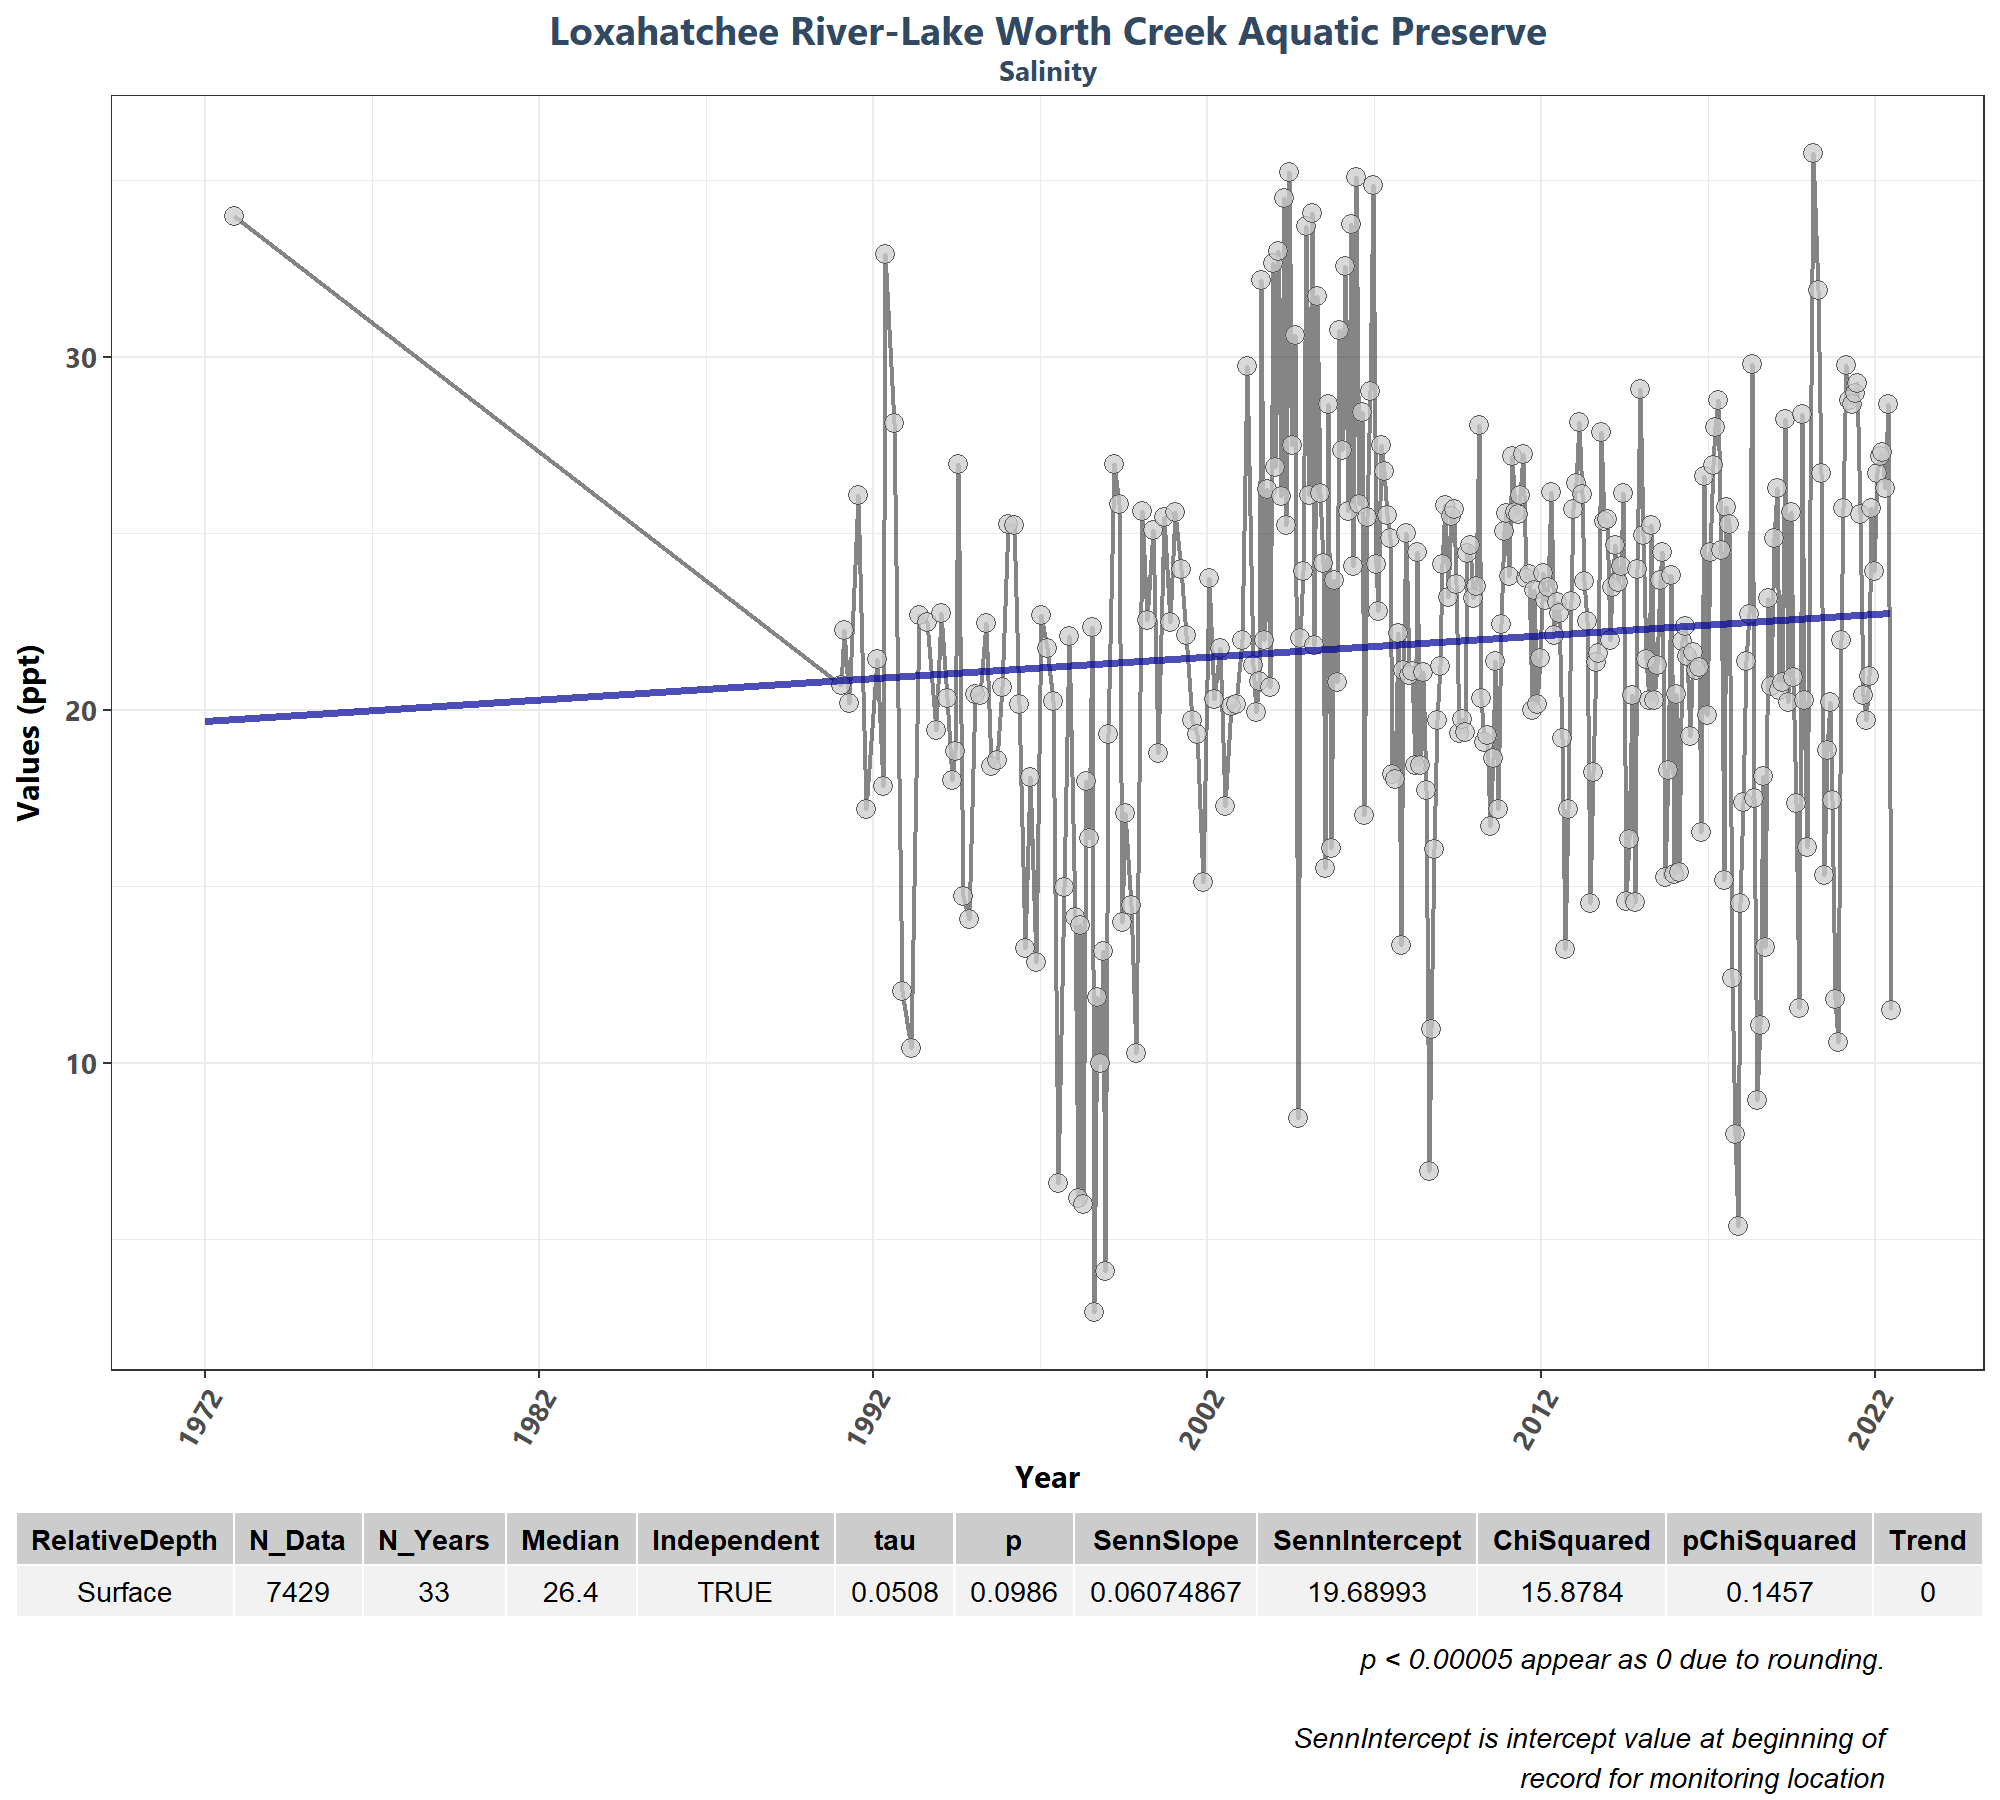 Loxahatchee River-Lake Worth Creek Aquatic Preserve
Salinity
Values (ppt)
30
20
10
1972
1982
1992
2002
2012
2022
Year
RelativeDepth N_Data N_Years Median Independent tau p SennSlope SennIntercept ChiSquared pChiSquared Trend
Surface 7429 33 26.4 TRUE 0.0508 0.0986 0.06074867 19.68993 15.8784 0.1457 0
p < 0.00005 appear as 0 due to rounding.
SennIntercept is intercept value at beginning of
record for monitoring location